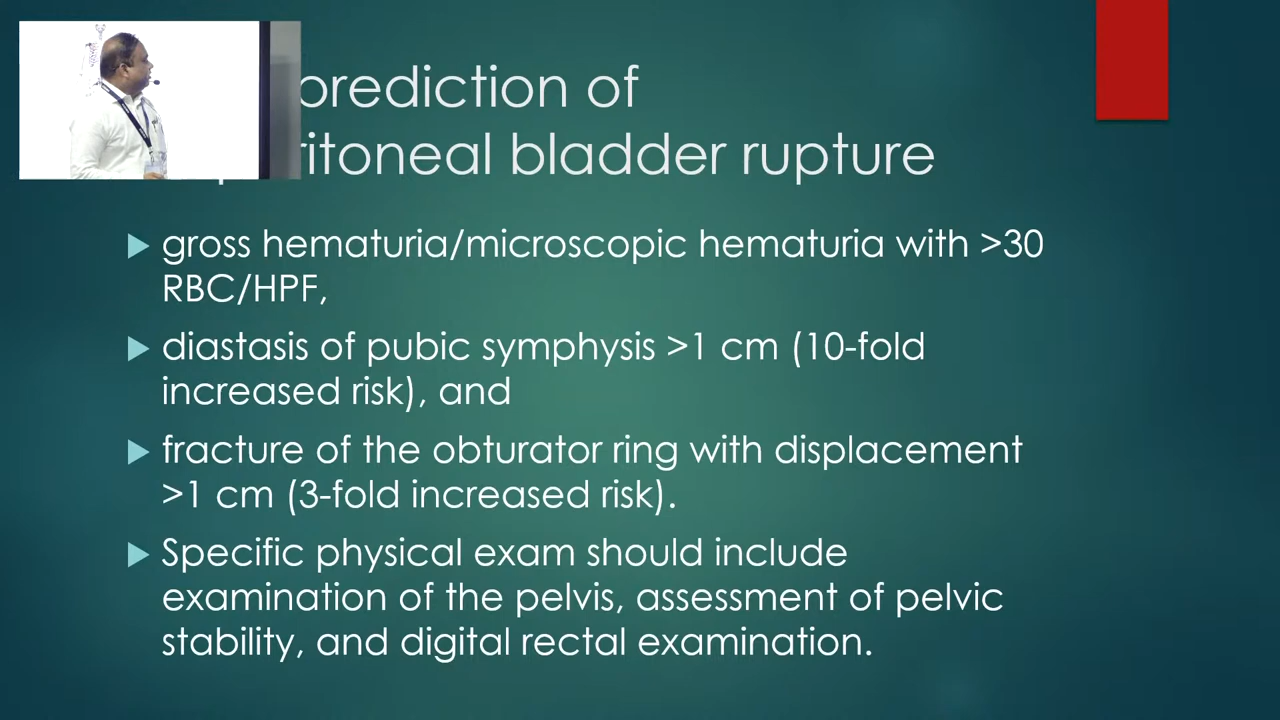 prediction of
ritoneal bladder rupture
gross hematuria/microscopic hematuria with >30
RBC/HPF,
diastasis of pubic symphysis >1 cm (10-fold
increased risk), and
fracture of the obturator ring with displacement
>1 cm (3-fold increased risk).
Specific physical exam should include
examination of the pelvis, assessment of pelvic
stability, and digital rectal examination.